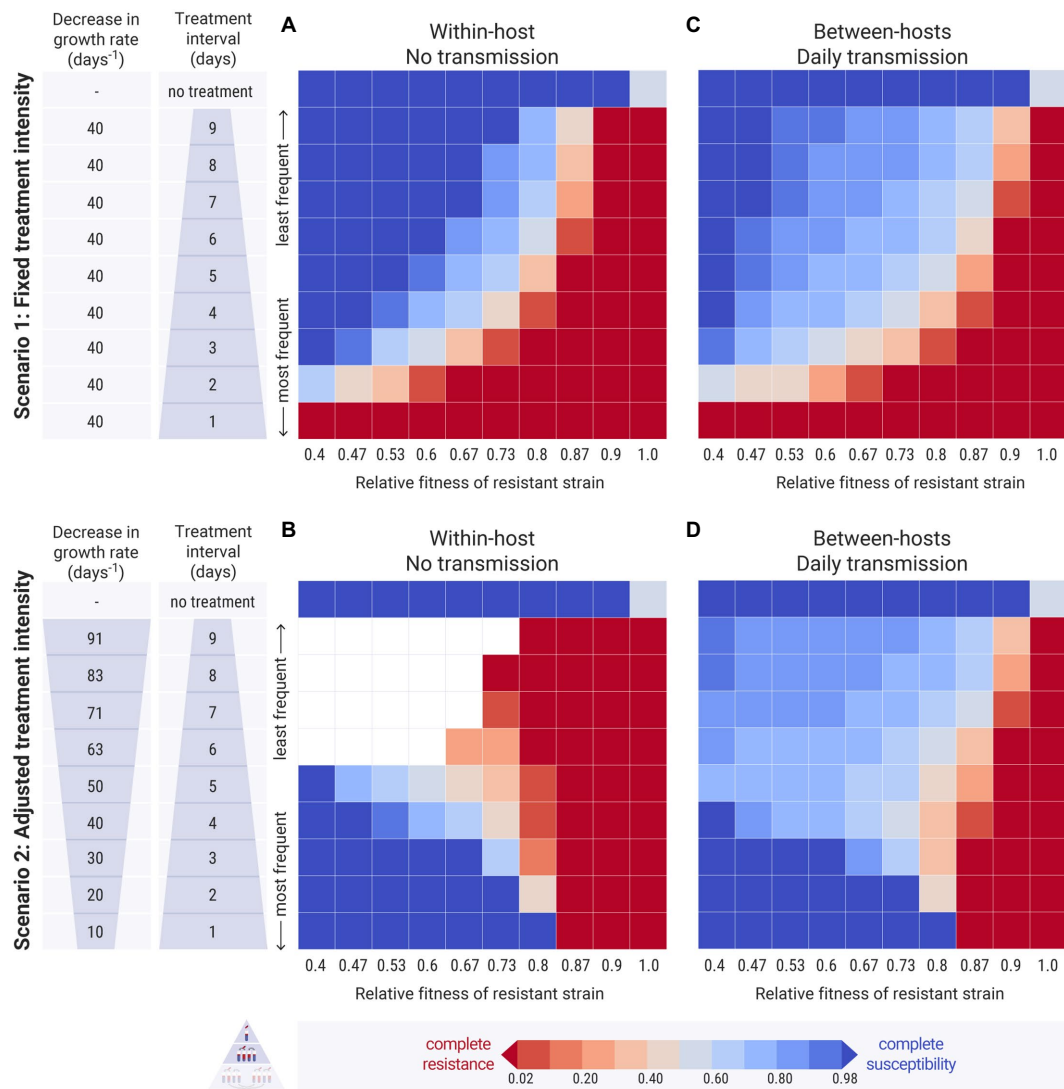 Scenario 1: Fixed treatment intensity
Decrease in
growth rate
(days-1)
Treatment
interval
(days)
- no treatment
40 9
40 8
40 7
40 6
40 5
40 4
40 3
40 2
40 1
A
Within-host
No transmission
least frequent
most frequent
0.4 0.47 0.53 0.6 0.67 0.73 0.8 0.87 0.9 1.0
Relative fitness of resistant strain
C
Between-hosts
Daily transmission
0.4 0.47 0.53 0.6 0.67 0.73 0.8 0.87 0.9 1.0
Relative fitness of resistant strain
Scenario 2: Adjusted treatment intensity
Decrease in
growth rate
(days-1)
Treatment
interval
(days)
- no treatment
91 9
83 8
71 7
63 6
50 5
40 4
30 3
20 2
10 1
B
Within-host
No transmission
least frequent
most frequent
0.4 0.47 0.53 0.6 0.67 0.73 0.8 0.87 0.9 1.0
Relative fitness of resistant strain
D
Between-hosts
Daily transmission
0.4 0.47 0.53 0.6 0.67 0.73 0.8 0.87 0.9 1.0
Relative fitness of resistant strain
complete
resistance
0.02 0.20 0.40 0.60 0.80 0.98
complete
susceptibility